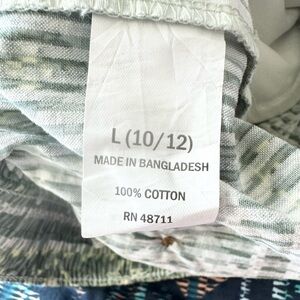 L (10/12)
MADE IN BANGLADESH
100% COTTON
RN 48711